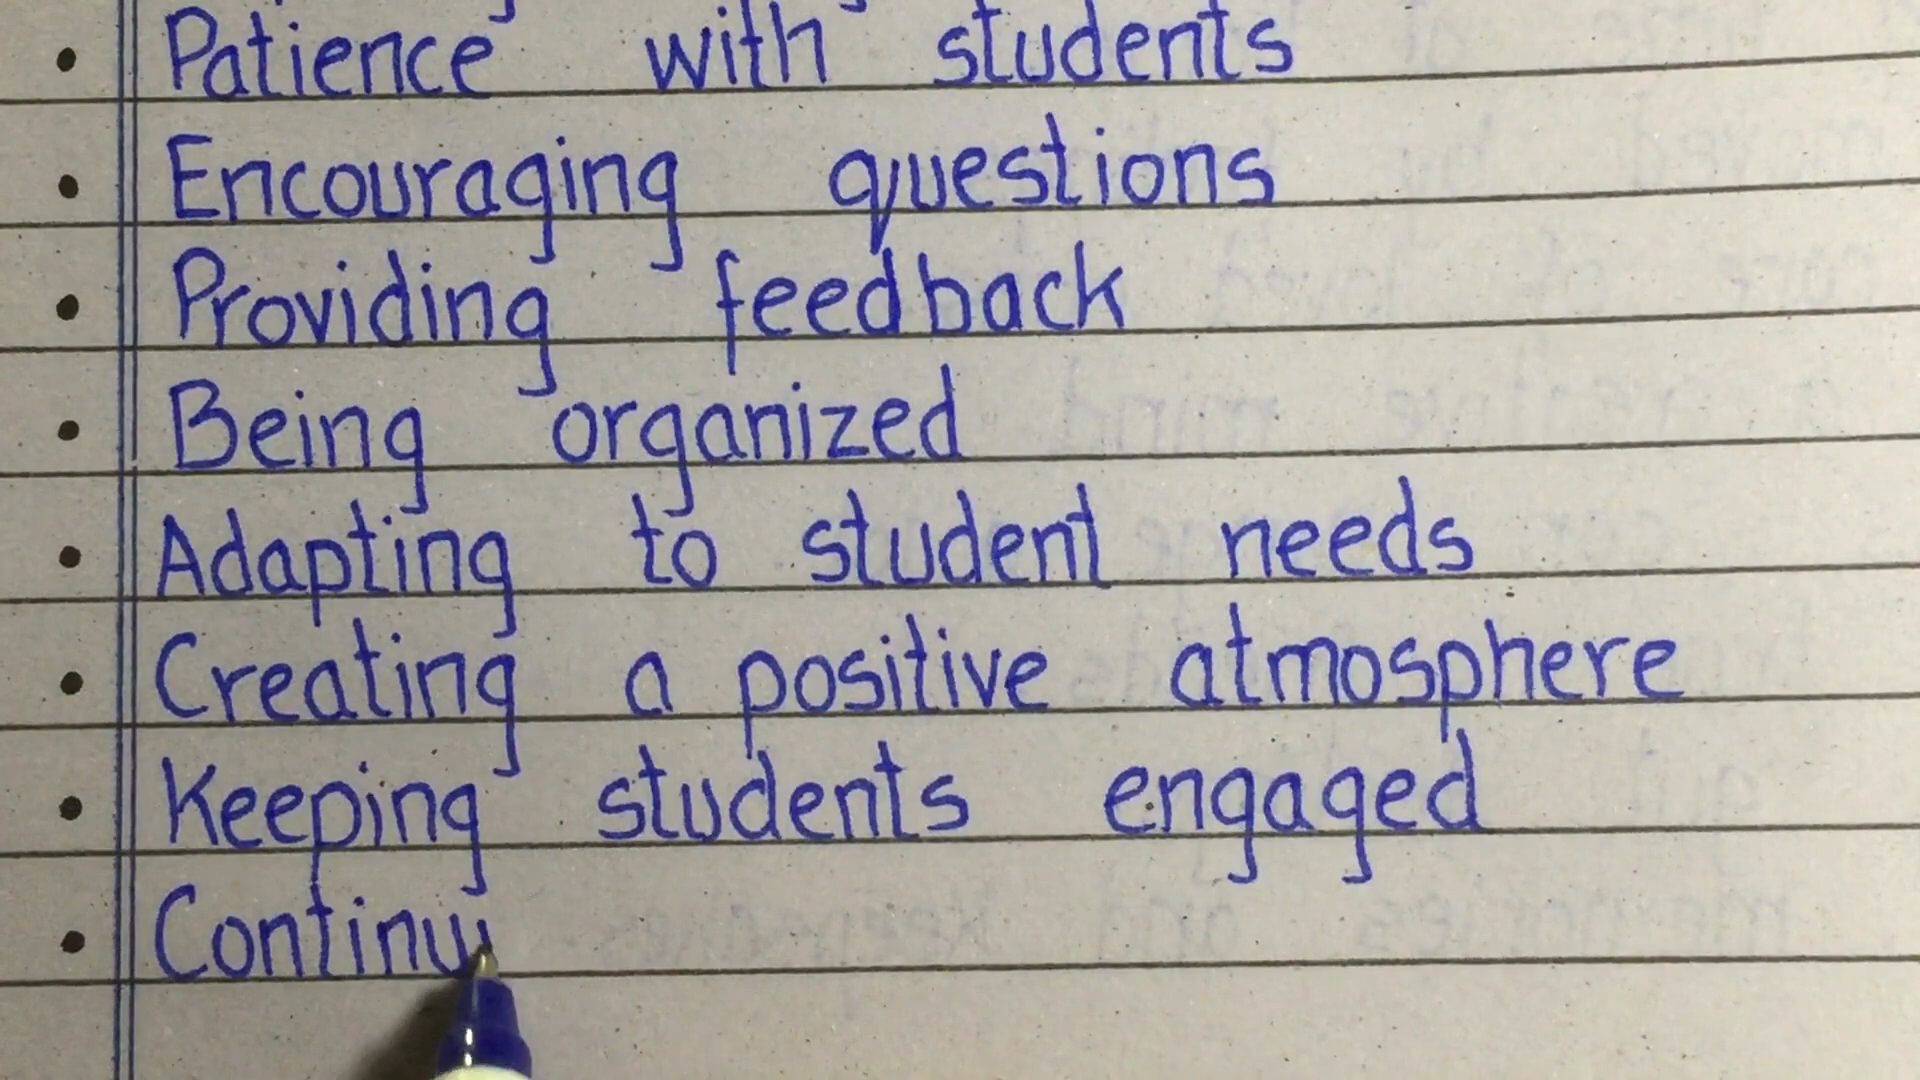 • Patience with students
• Encouraging questions
• Providing feedback
• Being organized
• Adapting to student needs
• Creating a positive atmosphere
• Keeping students engaged
• Continu